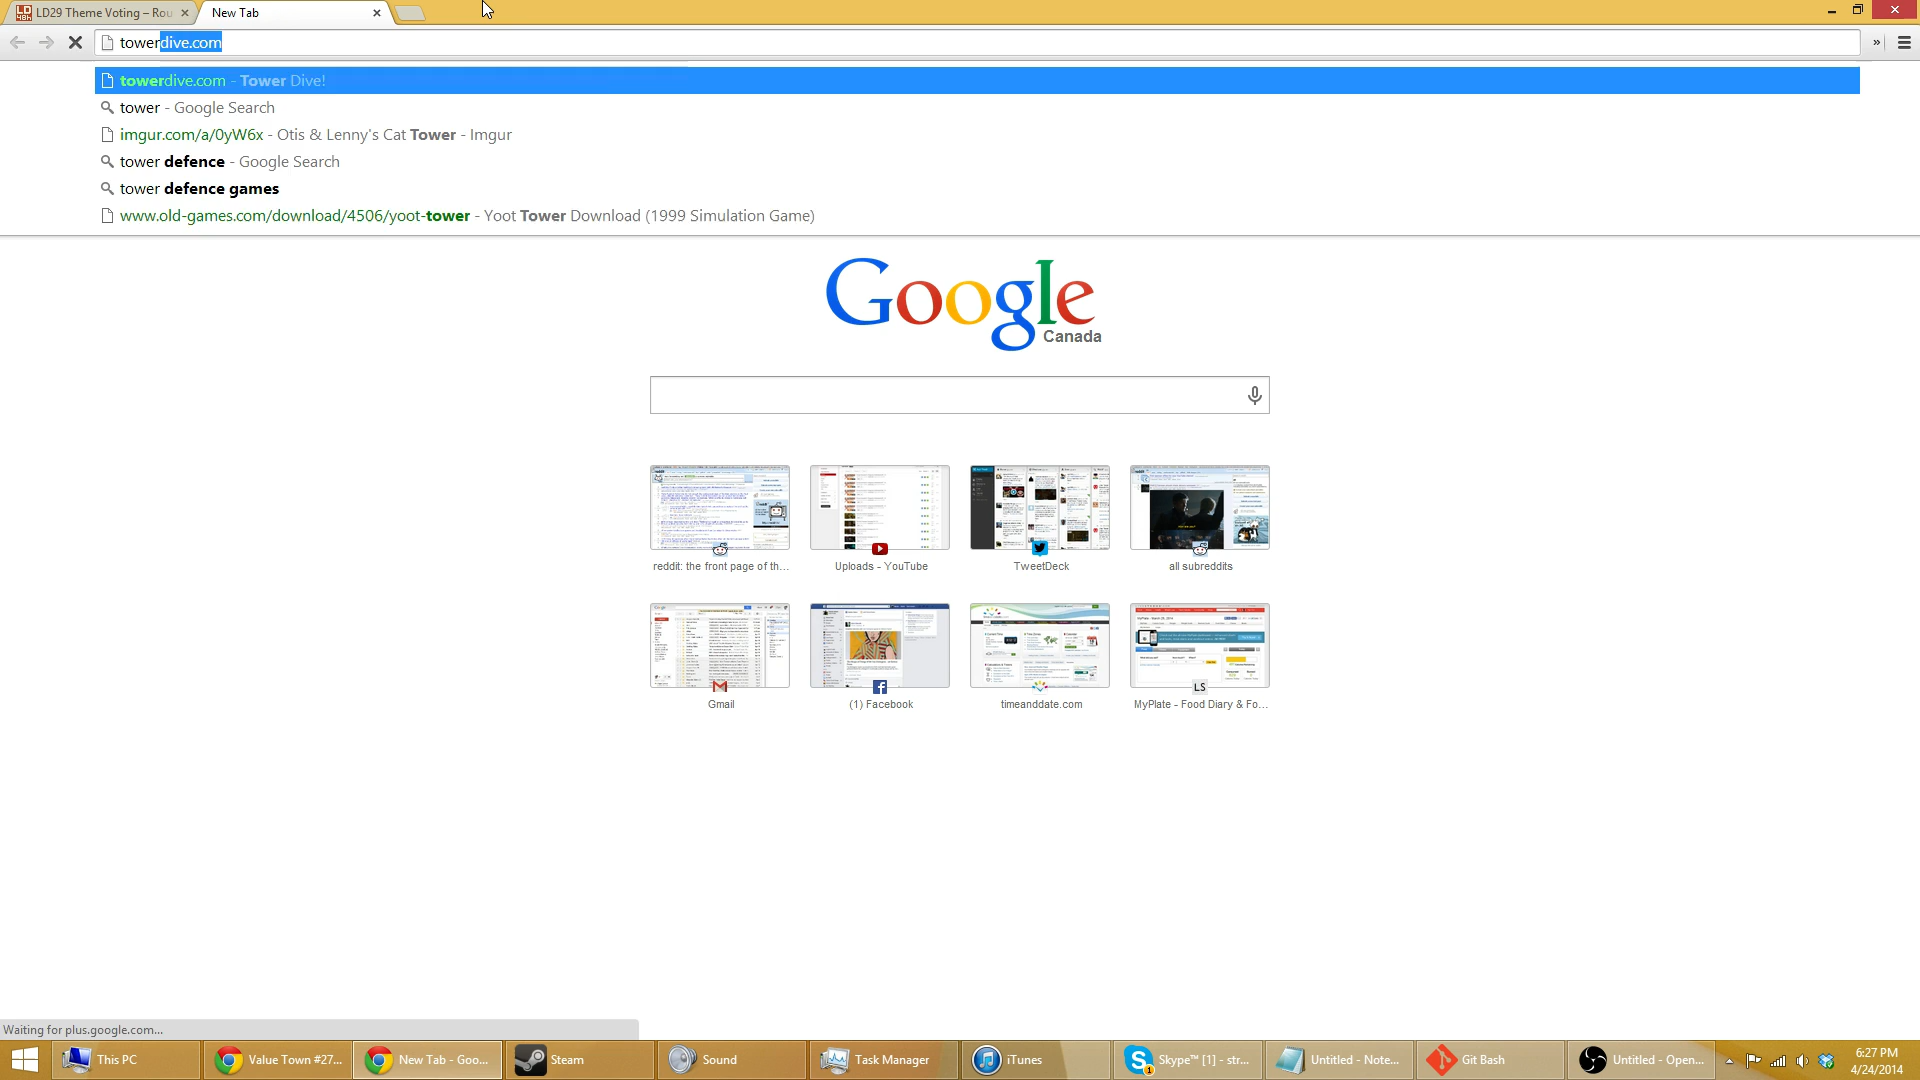 LD29 Theme Voting – Rou
New Tab
towerdive.com
»
towerdive.com - Tower Dive!
tower - Google Search
imgur.com/a/0yW6x - Otis & Lenny's Cat Tower - Imgur
tower defence - Google Search
tower defence games
www.old-games.com/download/4506/yoot-tower - Yoot Tower Download (1999 Simulation Game)
Google
Canada
reddit: the front page of th...
Uploads - YouTube
TweetDeck
all subreddits
LS
Gmail
(1) Facebook
timeanddate.com
MyPlate - Food Diary & Fo...
Waiting for plus.google.com...
This PC
Value Town #27...
New Tab - Goo...
Steam
Sound
Task Manager
iTunes
Skype™ [1] - str...
Untitled - Note...
Git Bash
Untitled - Open...
6:27 PM
4/24/2014